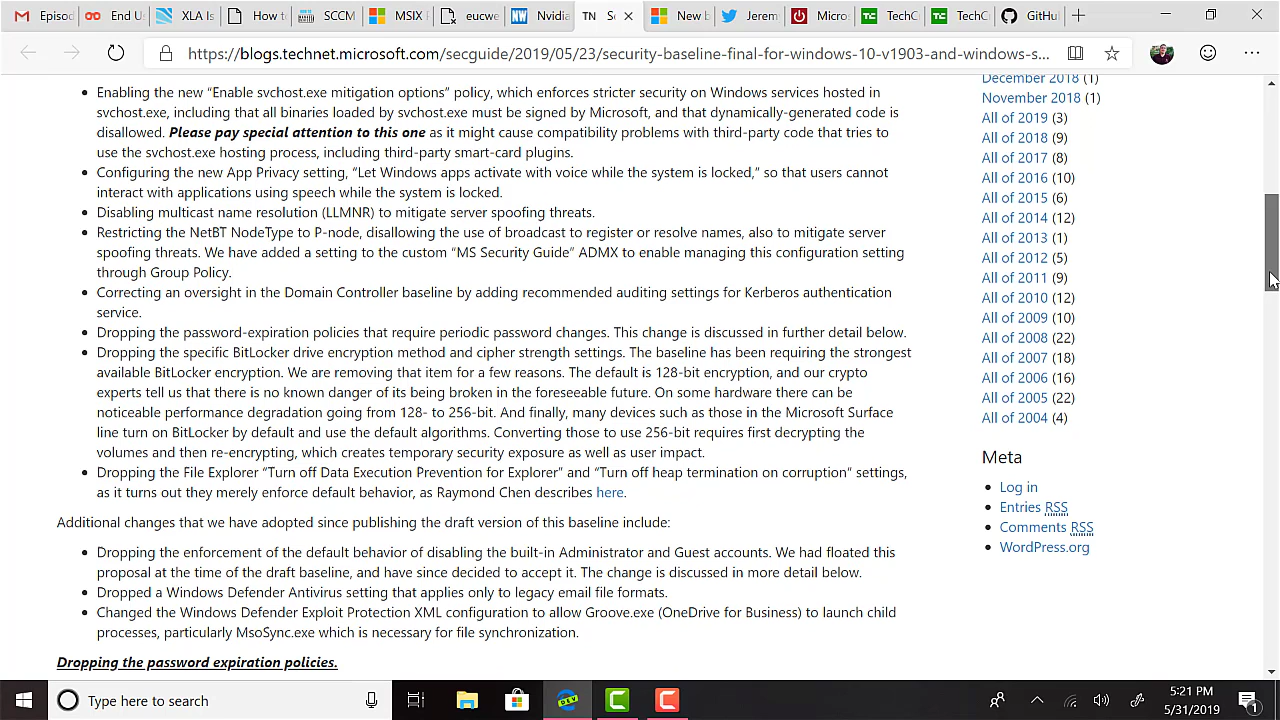 Episod
End Us
XLA Is
How to
SCCM
MSIX F
eucwe
Nvidia
TN
New b
Jerem
Micros
TechC
TechC
GitHu
https://blogs.technet.microsoft.com/secguide/2019/05/23/security-baseline-final-for-windows-10-v1903-and-windows-s...
Enabling the new “Enable svchost.exe mitigation options” policy, which enforces stricter security on Windows services hosted in
svchost.exe, including that all binaries loaded by svchost.exe must be signed by Microsoft, and that dynamically-generated code is
disallowed. Please pay special attention to this one as it might cause compatibility problems with third-party code that tries to
use the svchost.exe hosting process, including third-party smart-card plugins.
Configuring the new App Privacy setting, “Let Windows apps activate with voice while the system is locked,” so that users cannot
interact with applications using speech while the system is locked.
Disabling multicast name resolution (LLMNR) to mitigate server spoofing threats.
Restricting the NetBT NodeType to P-node, disallowing the use of broadcast to register or resolve names, also to mitigate server
spoofing threats. We have added a setting to the custom “MS Security Guide” ADMX to enable managing this configuration setting
through Group Policy.
Correcting an oversight in the Domain Controller baseline by adding recommended auditing settings for Kerberos authentication
service.
Dropping the password-expiration policies that require periodic password changes. This change is discussed in further detail below.
Dropping the specific BitLocker drive encryption method and cipher strength settings. The baseline has been requiring the strongest
available BitLocker encryption. We are removing that item for a few reasons. The default is 128-bit encryption, and our crypto
experts tell us that there is no known danger of its being broken in the foreseeable future. On some hardware there can be
noticeable performance degradation going from 128- to 256-bit. And finally, many devices such as those in the Microsoft Surface
line turn on BitLocker by default and use the default algorithms. Converting those to use 256-bit requires first decrypting the
volumes and then re-encrypting, which creates temporary security exposure as well as user impact.
Dropping the File Explorer “Turn off Data Execution Prevention for Explorer” and “Turn off heap termination on corruption” settings,
as it turns out they merely enforce default behavior, as Raymond Chen describes here.
Additional changes that we have adopted since publishing the draft version of this baseline include:
Dropping the enforcement of the default behavior of disabling the built-in Administrator and Guest accounts. We had floated this
proposal at the time of the draft baseline, and have since decided to accept it. The change is discussed in more detail below.
Dropped a Windows Defender Antivirus setting that applies only to legacy email file formats.
Changed the Windows Defender Exploit Protection XML configuration to allow Groove.exe (OneDrive for Business) to launch child
processes, particularly MsoSync.exe which is necessary for file synchronization.
Dropping the password expiration policies.
December 2018 (1)
November 2018 (1)
All of 2019 (3)
All of 2018 (9)
All of 2017 (8)
All of 2016 (10)
All of 2015 (6)
All of 2014 (12)
All of 2013 (1)
All of 2012 (5)
All of 2011 (9)
All of 2010 (12)
All of 2009 (10)
All of 2008 (22)
All of 2007 (18)
All of 2006 (16)
All of 2005 (22)
All of 2004 (4)
Meta
Log in
Entries RSS
Comments RSS
WordPress.org
Type here to search
DEV
5:21 PM
5/31/2019
1